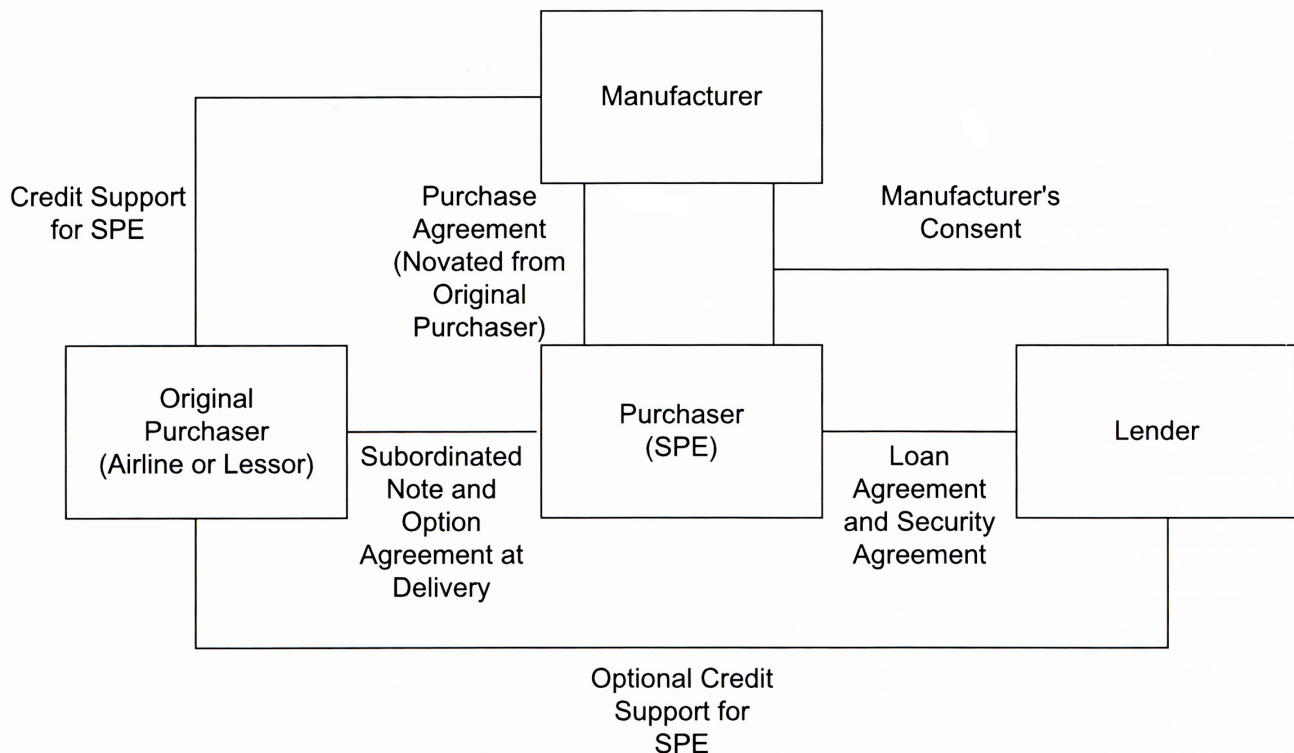 Manufacturer
Credit Support
for SPE
Purchase
Agreement
(Novated from
Original
Purchaser)
Manufacturer's
Consent
Original
Purchaser
(Airline or Lessor)
Purchaser
(SPE)
Lender
Subordinated
Note and
Option
Agreement at
Delivery
Loan
Agreement
and Security
Agreement
Optional Credit
Support for
SPE